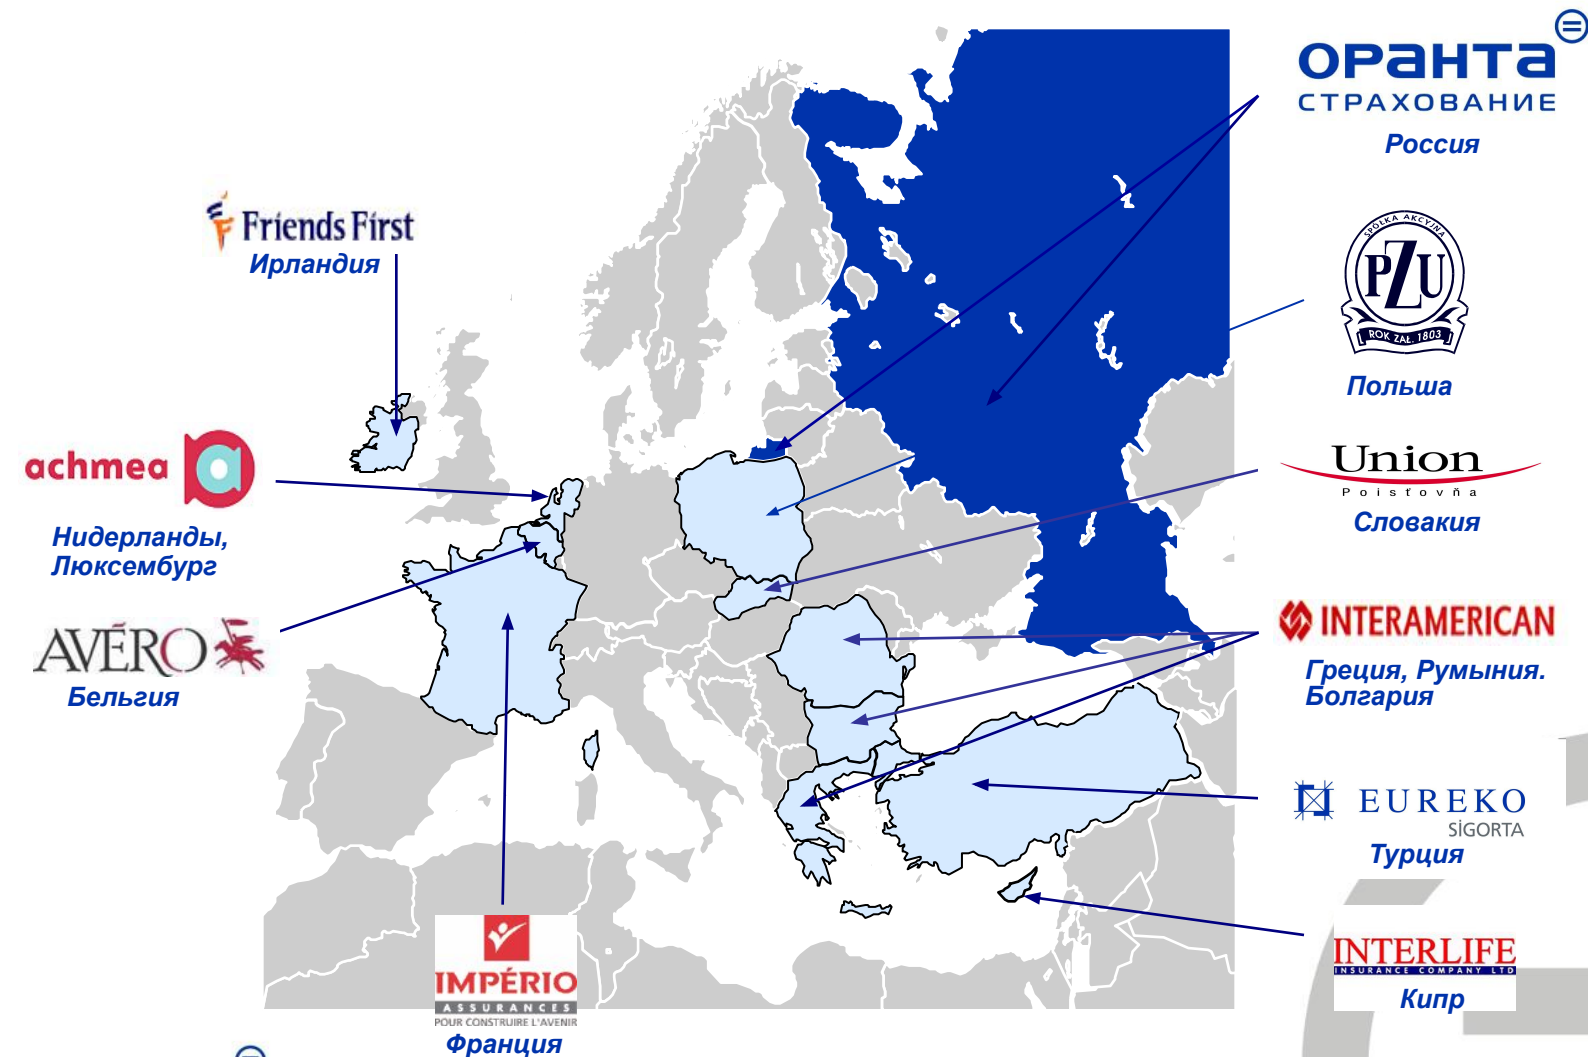 ОРАНТА
СТРАХОВАНИЕ
Россия
Friends First
Ирландия
SPÓŁKA AKCYJNA
PZU
ROK ZAŁ. 1803
Польша
achmea
Нидерланды,
Люксембург
Union
Poisťovňa
Словакия
AVÉRO
Бельгия
INTERAMERICAN
Греция, Румыния.
Болгария
EUREKO
SİGORTA
Турция
IMPÉRIO
ASSURANCES
POUR CONSTRUIRE L'AVENIR
Франция
INTERLIFE
INSURANCE COMPANY LTD
Кипр